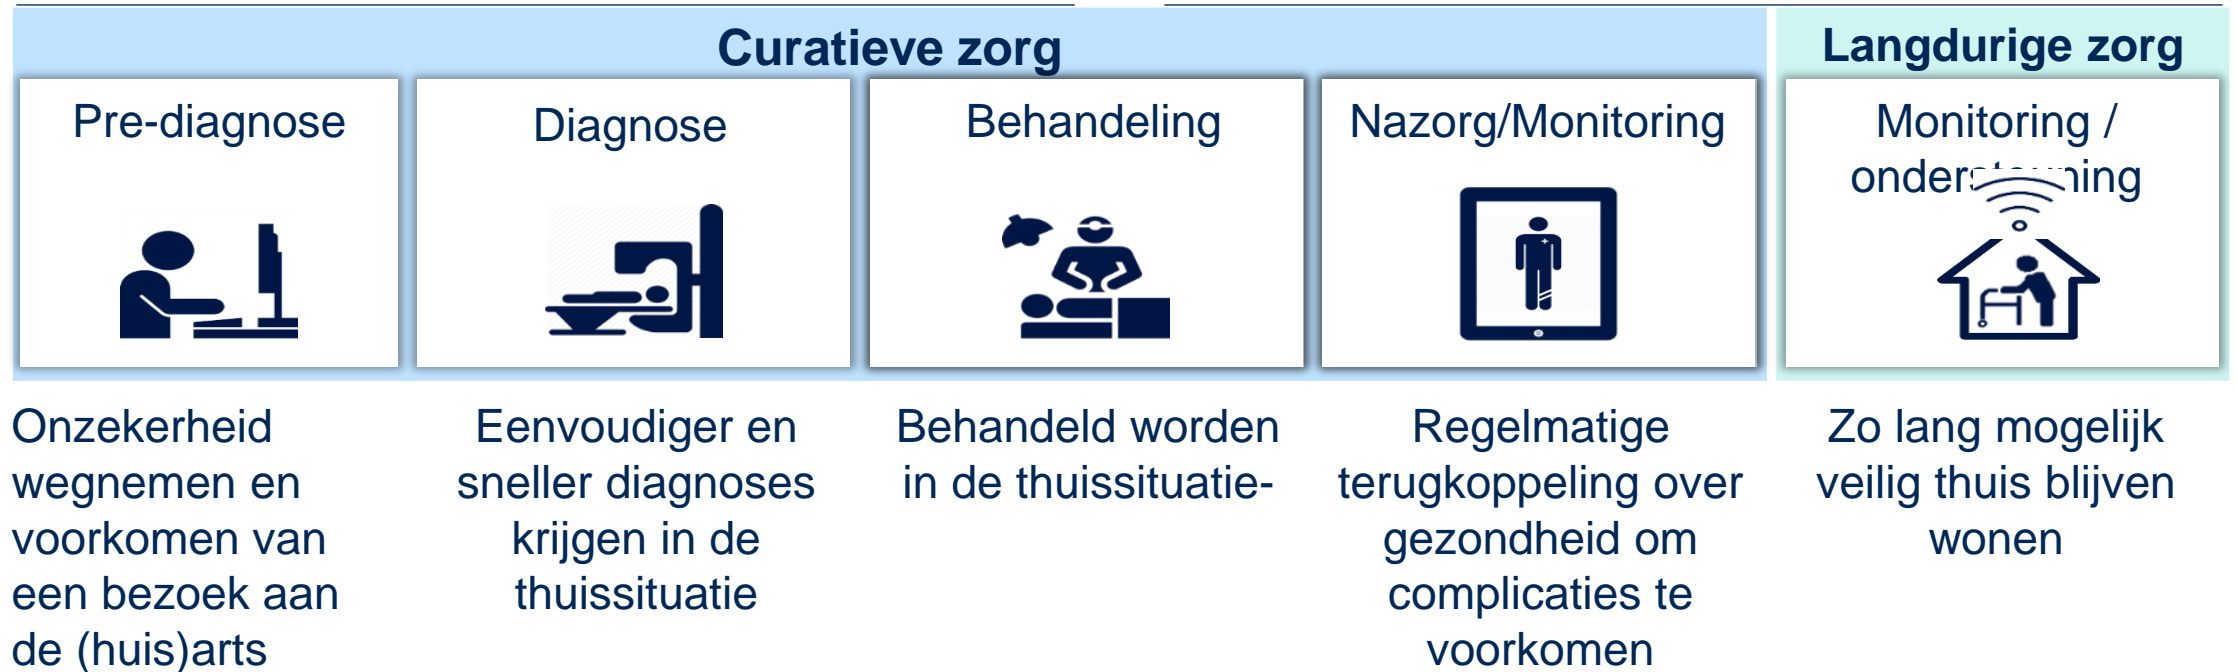 Curatieve zorg
Langdurige zorg
Pre-diagnose
Diagnose
Behandeling
Nazorg/Monitoring
Monitoring /
ondersteuning
Onzekerheid
wegnemen en
voorkomen van
een bezoek aan
de (huis)arts
Eenvoudiger en
sneller diagnoses
krijgen in de
thuissituatie
Behandeld worden
in de thuissituatie-
Regelmatige
terugkoppeling over
gezondheid om
complicaties te
voorkomen
Zo lang mogelijk
veilig thuis blijven
wonen